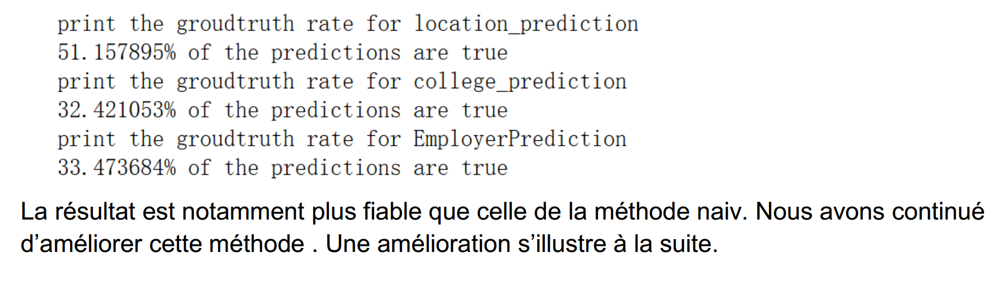 print the groudtruth rate for location_prediction
51.157895% of the predictions are true
print the groudtruth rate for college_prediction
32.421053% of the predictions are true
print the groudtruth rate for EmployerPrediction
33.473684% of the predictions are true
La résultat est notamment plus fiable que celle de la méthode naiv. Nous avons continué
d’améliorer cette méthode . Une amélioration s’illustre à la suite.